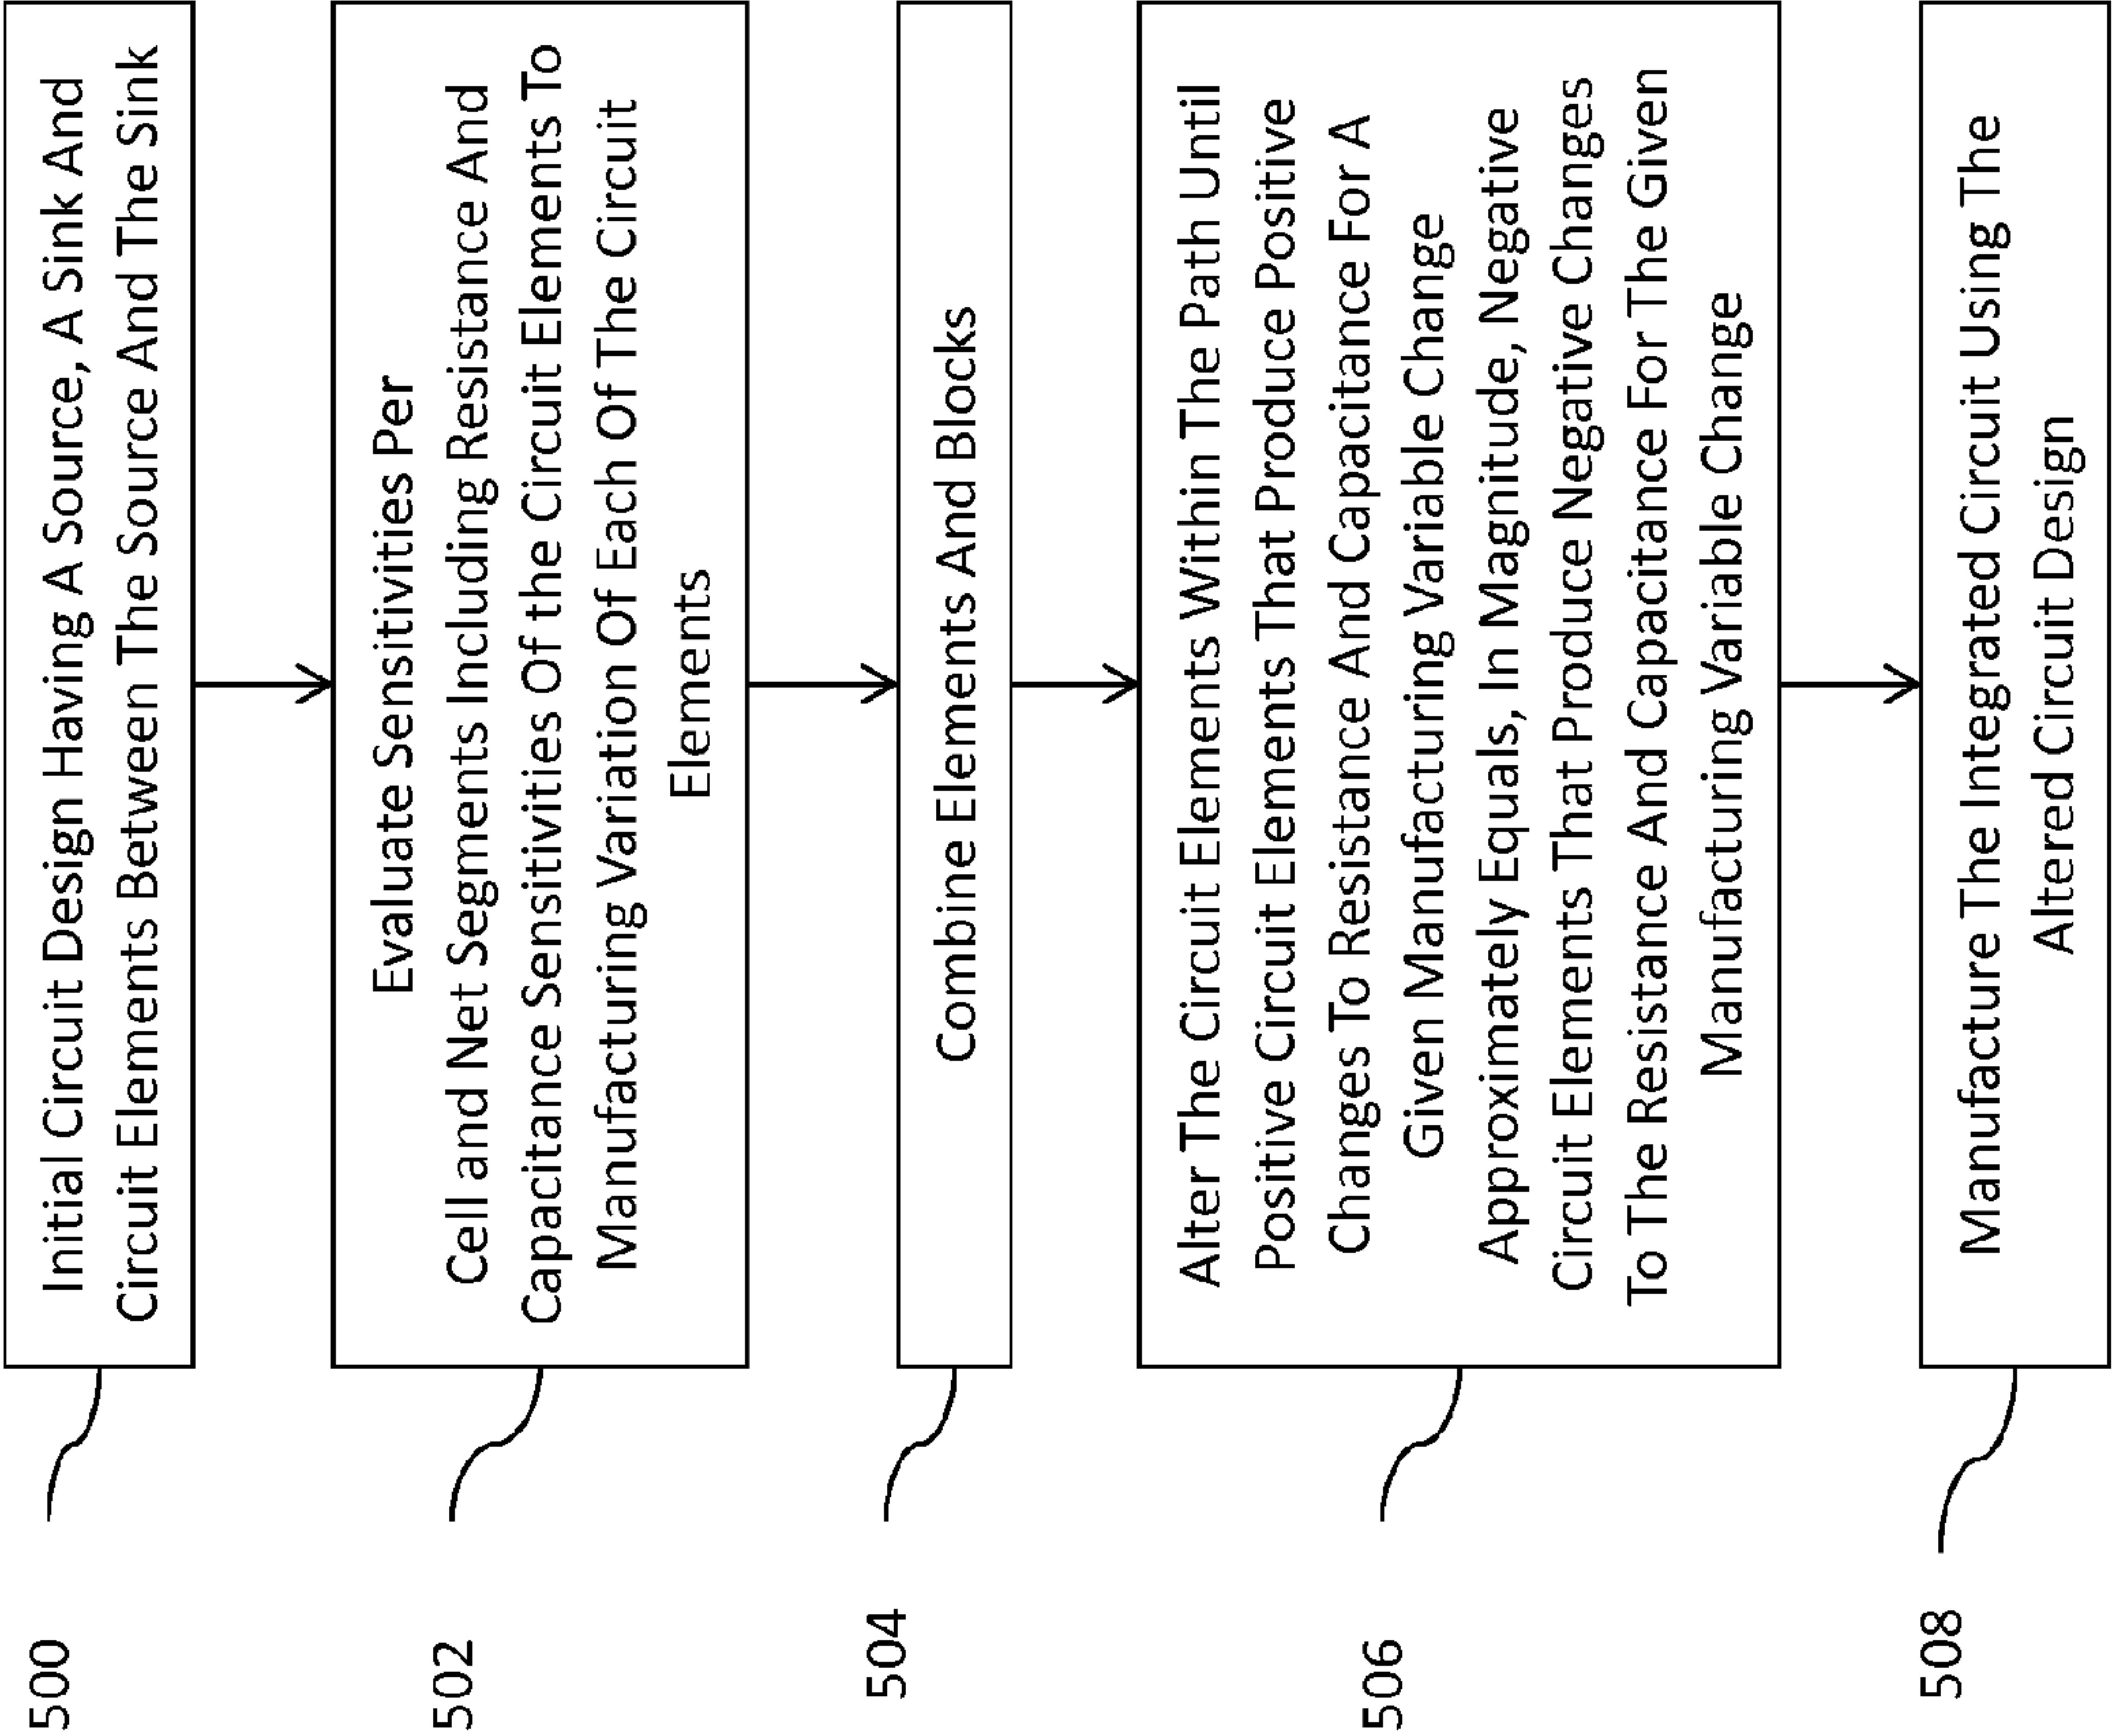 500
Initial Circuit Design Having A Source, A Sink And
Circuit Elements Between The Source And The Sink
502
Evaluate Sensitivities Per
Cell and Net Segments Including Resistance And
Capacitance Sensitivities Of the Circuit Elements To
Manufacturing Variation Of Each Of The Circuit
Elements
504
Combine Elements And Blocks
506
Alter The Circuit Elements Within The Path Until
Positive Circuit Elements That Produce Positive
Changes To Resistance And Capacitance For A
Given Manufacturing Variable Change
Approximately Equals, In Magnitude, Negative
Circuit Elements That Produce Negative Changes
To The Resistance And Capacitance For The Given
Manufacturing Variable Change
508
Manufacture The Integrated Circuit Using The
Altered Circuit Design